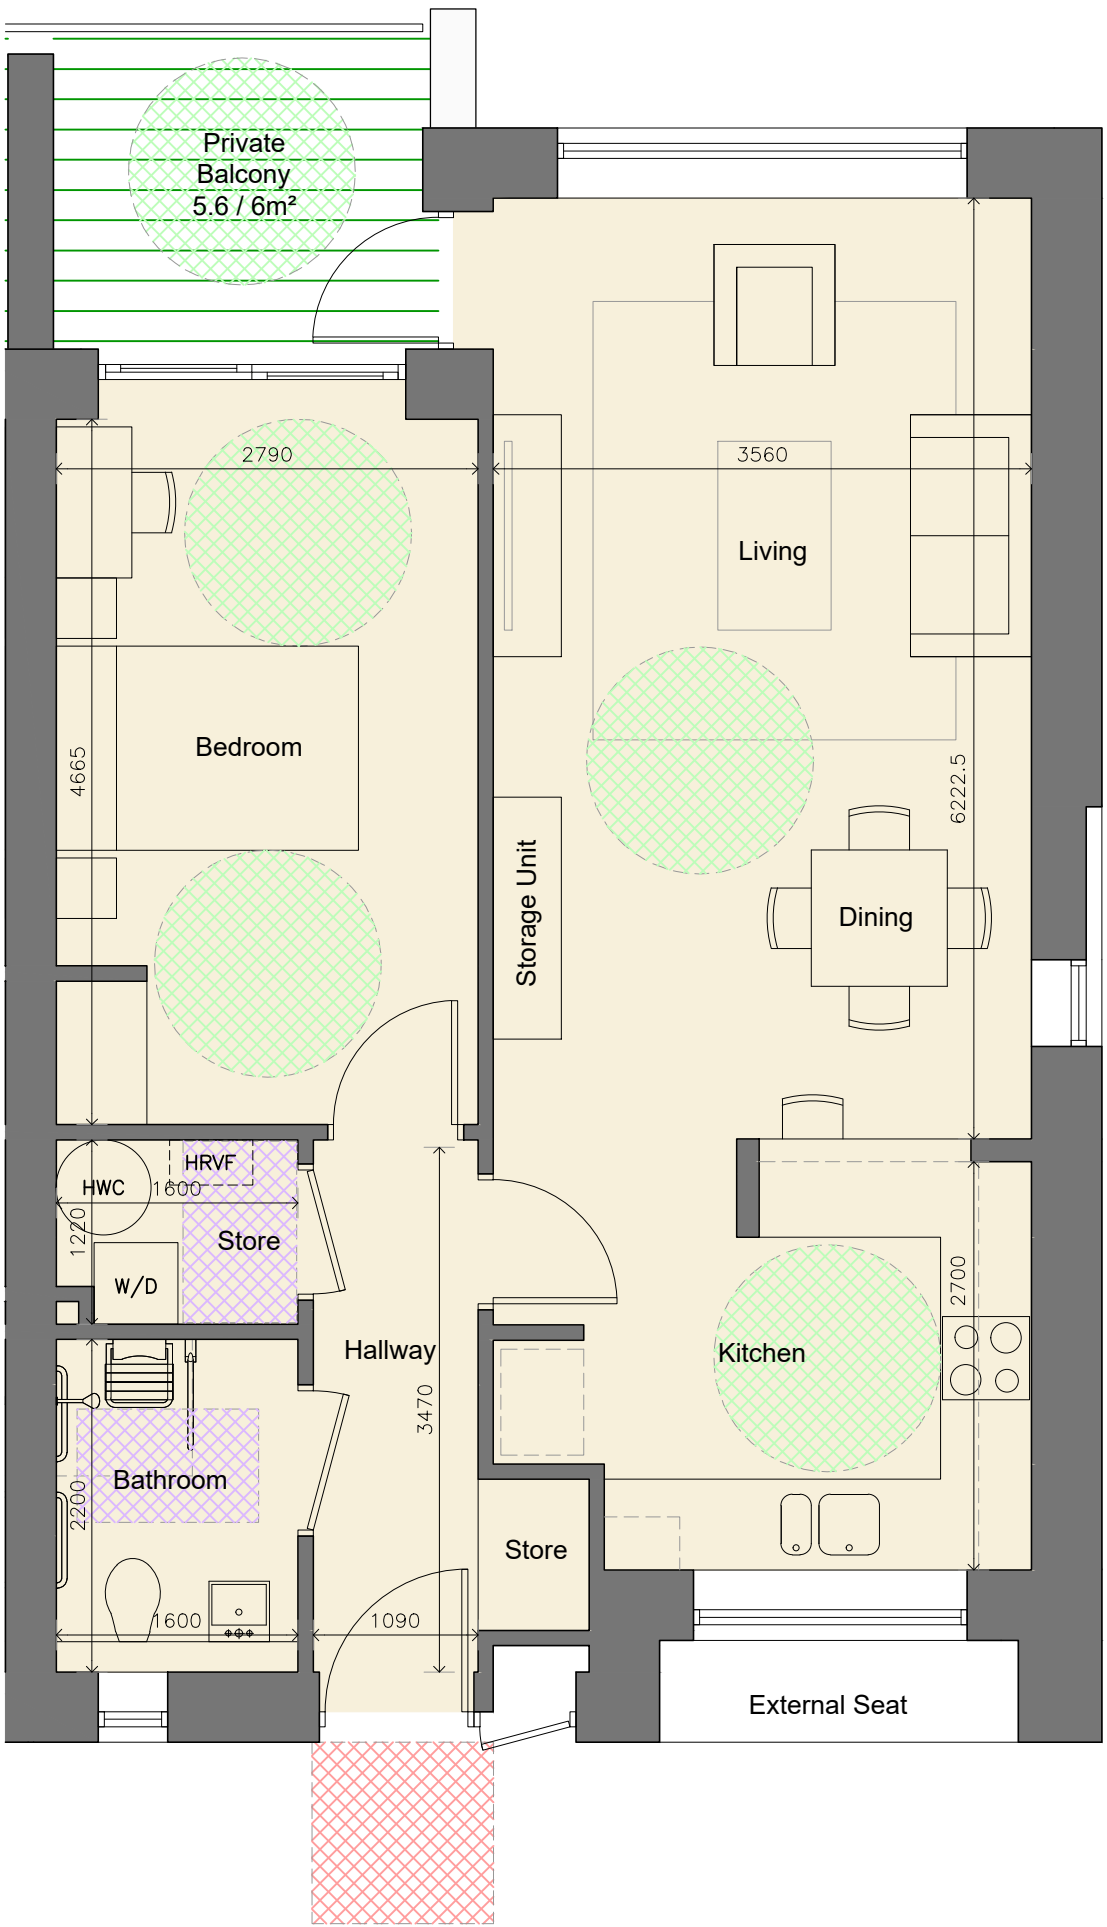 Private
Balcony
5.6 / 6m²
2790
3560
Living
Bedroom
4665
6222.5
Storage Unit
Dining
HRVF
HWC
1600
1220
Store
W/D
2700
Hallway
Kitchen
3470
Bathroom
2200
Store
1600
1090
External Seat